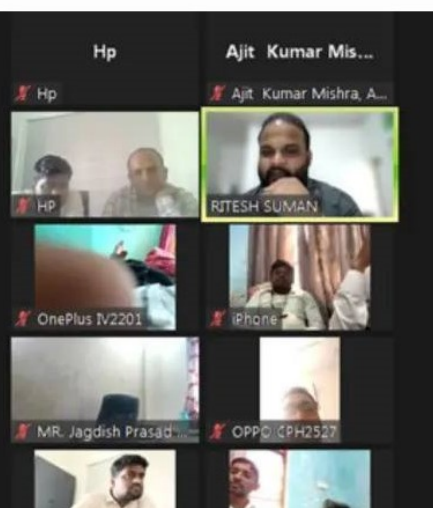 Hp
Ajit Kumar Mis...
Hp
Ajit Kumar Mishra, A...
HP
RITESH SUMAN
OnePlus IV2201
iPhone
MR. Jagdish Prasad ...
OPPO CPH2527